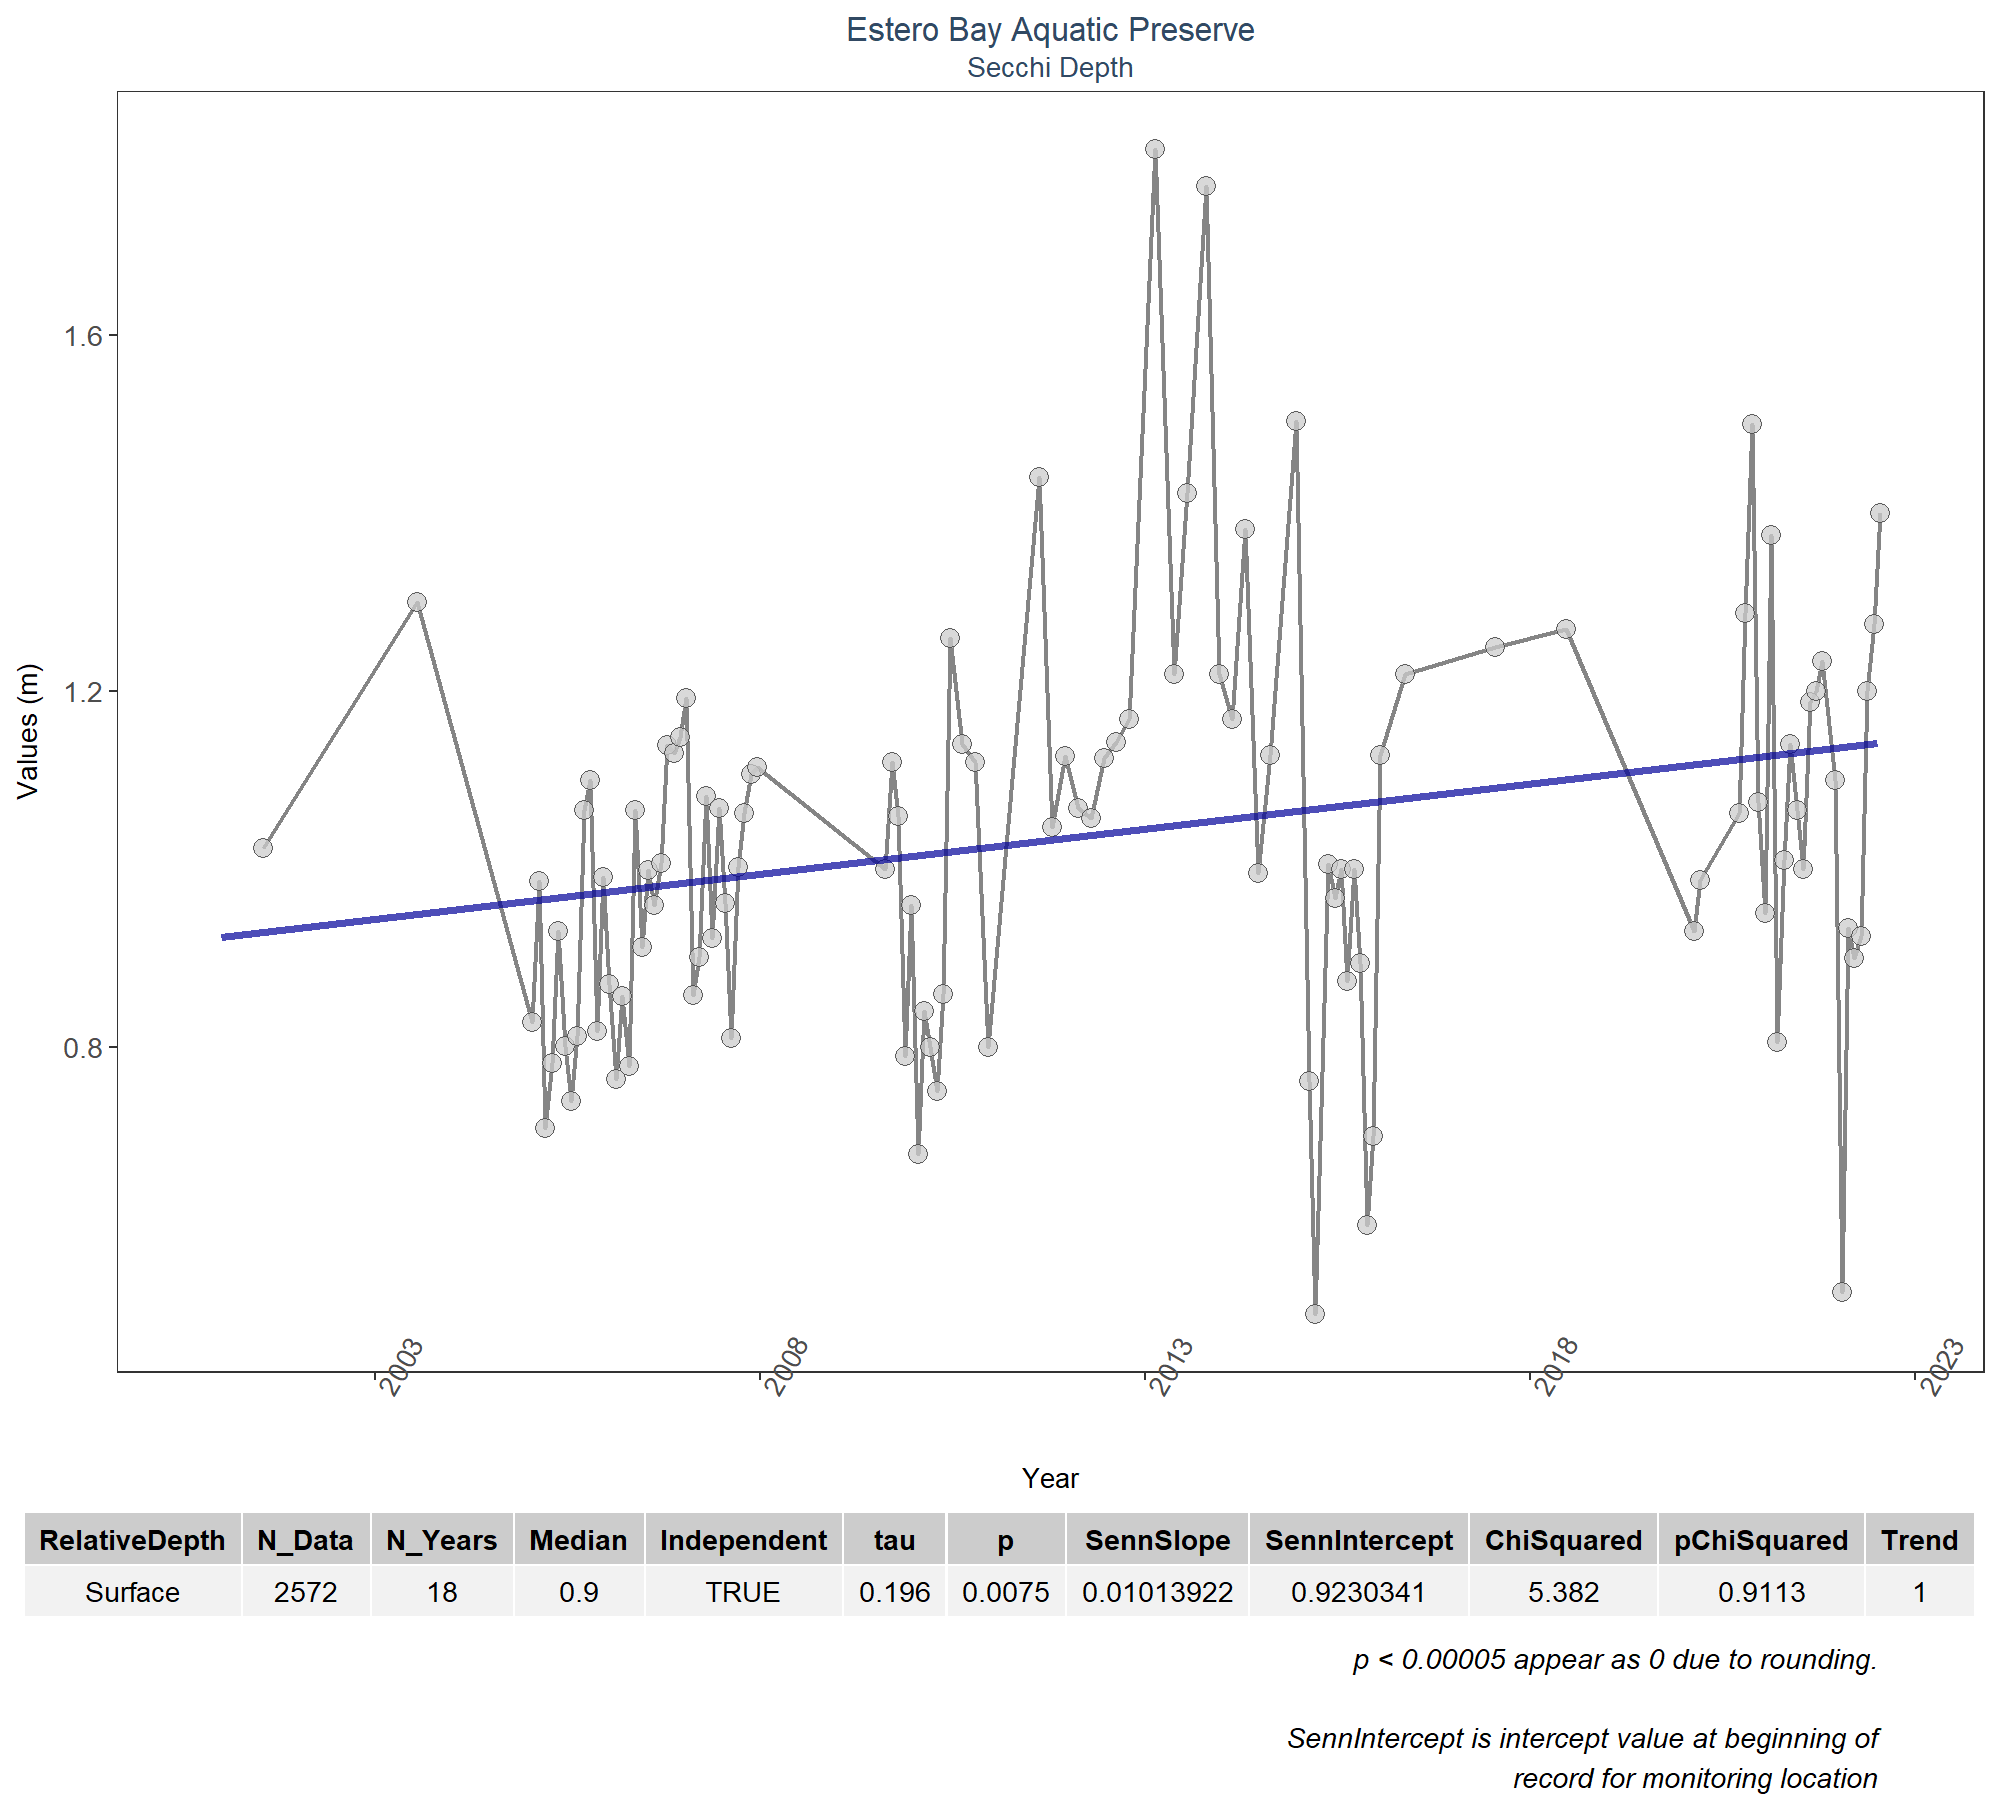 Estero Bay Aquatic Preserve
Secchi Depth
Values (m)
1.6
1.2
0.8
2003 2008 2013 2018 2023
Year
RelativeDepth N_Data N_Years Median Independent tau p SennSlope SennIntercept ChiSquared pChiSquared Trend
Surface 2572 18 0.9 TRUE 0.196 0.0075 0.01013922 0.9230341 5.382 0.9113 1
p < 0.00005 appear as 0 due to rounding.
SennIntercept is intercept value at beginning of
record for monitoring location